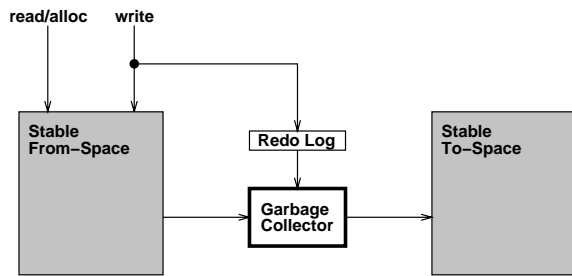 read/alloc
write
Stable
From-Space
Redo Log
Garbage
Collector
Stable
To-Space